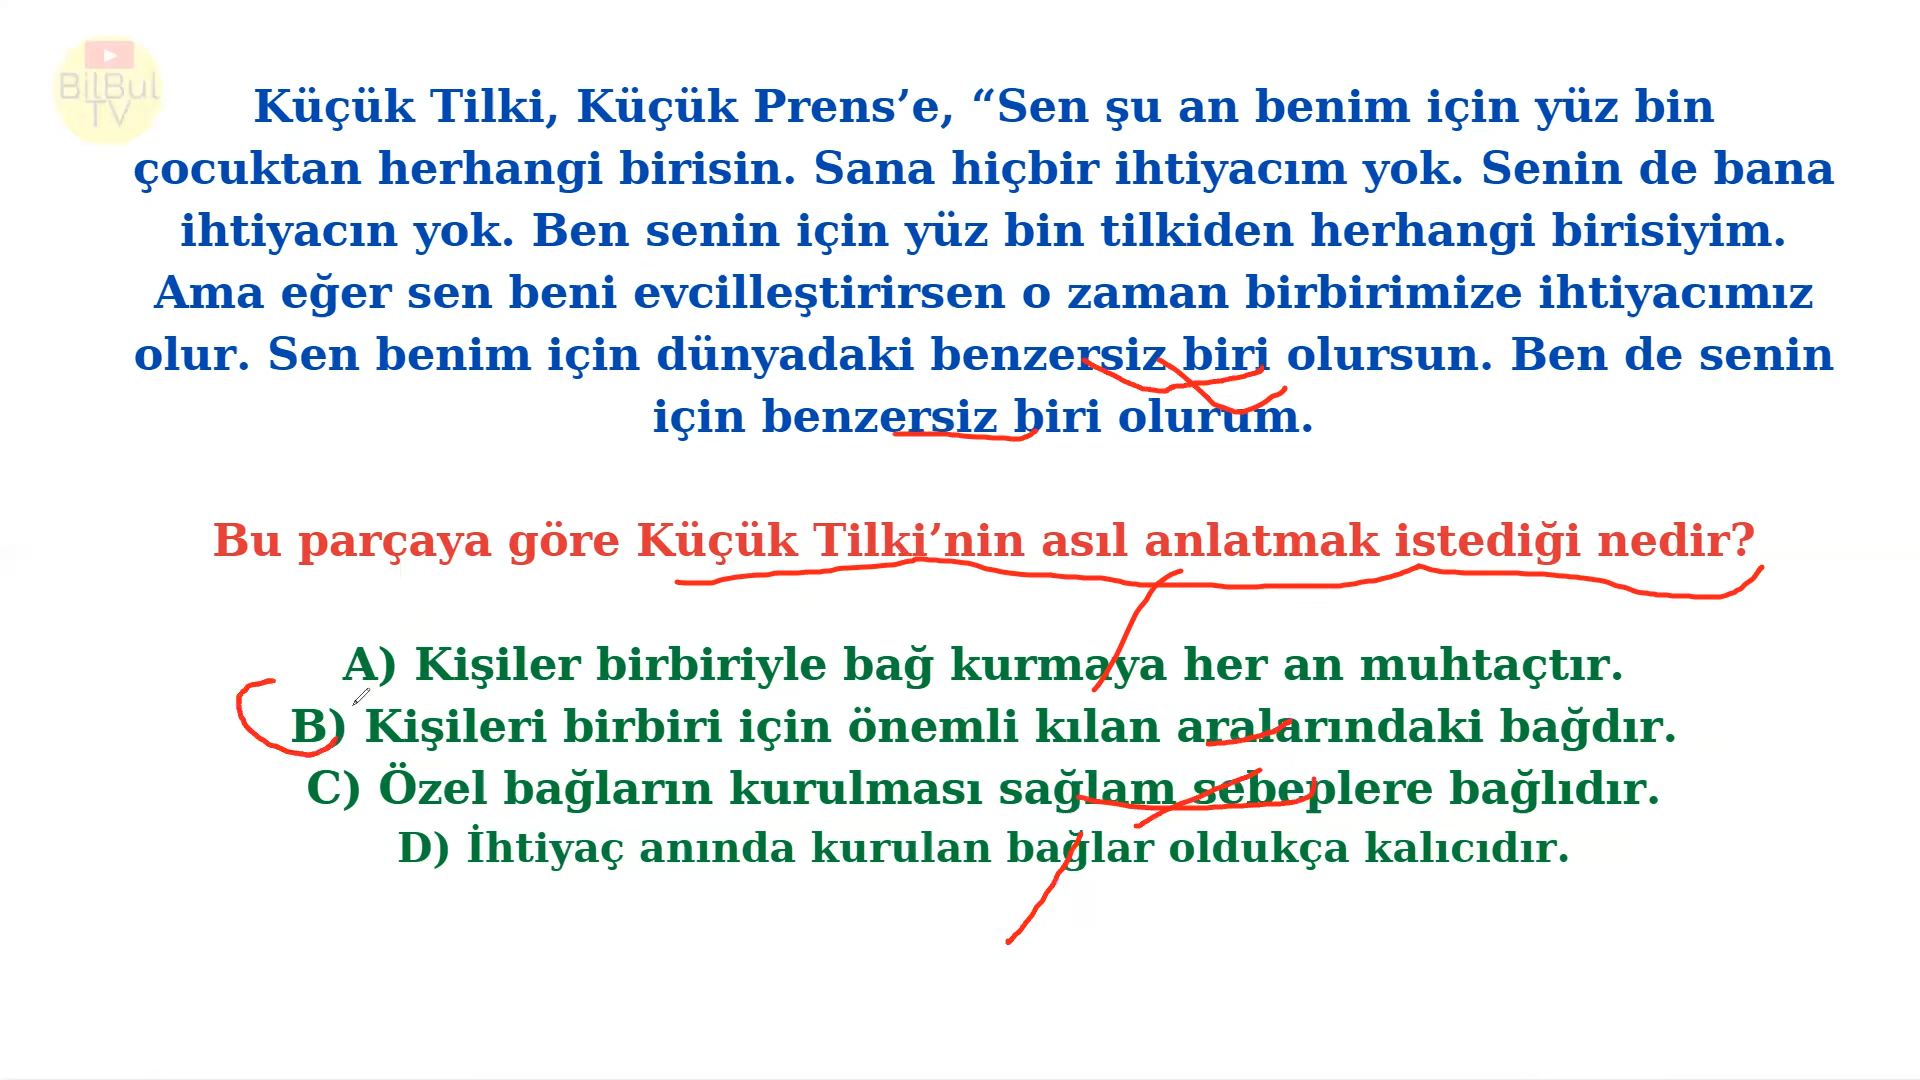 BilBul
TV
Küçük Tilki, Küçük Prens’e, “Sen şu an benim için yüz bin
çocuktan herhangi birisin. Sana hiçbir ihtiyacım yok. Senin de bana
ihtiyacın yok. Ben senin için yüz bin tilkiden herhangi birisiyim.
Ama eğer sen beni evcilleştirirsen o zaman birbirimize ihtiyacımız
olur. Sen benim için dünyadaki benzersiz biri olursun. Ben de senin
için benzersiz biri olurum.
Bu parçaya göre Küçük Tilki’nin asıl anlatmak istediği nedir?
A) Kişiler birbiriyle bağ kurmaya her an muhtaçtır.
B) Kişileri birbiri için önemli kılan aralarındaki bağdır.
C) Özel bağların kurulması sağlam sebeplere bağlıdır.
D) İhtiyaç anında kurulan bağlar oldukça kalıcıdır.